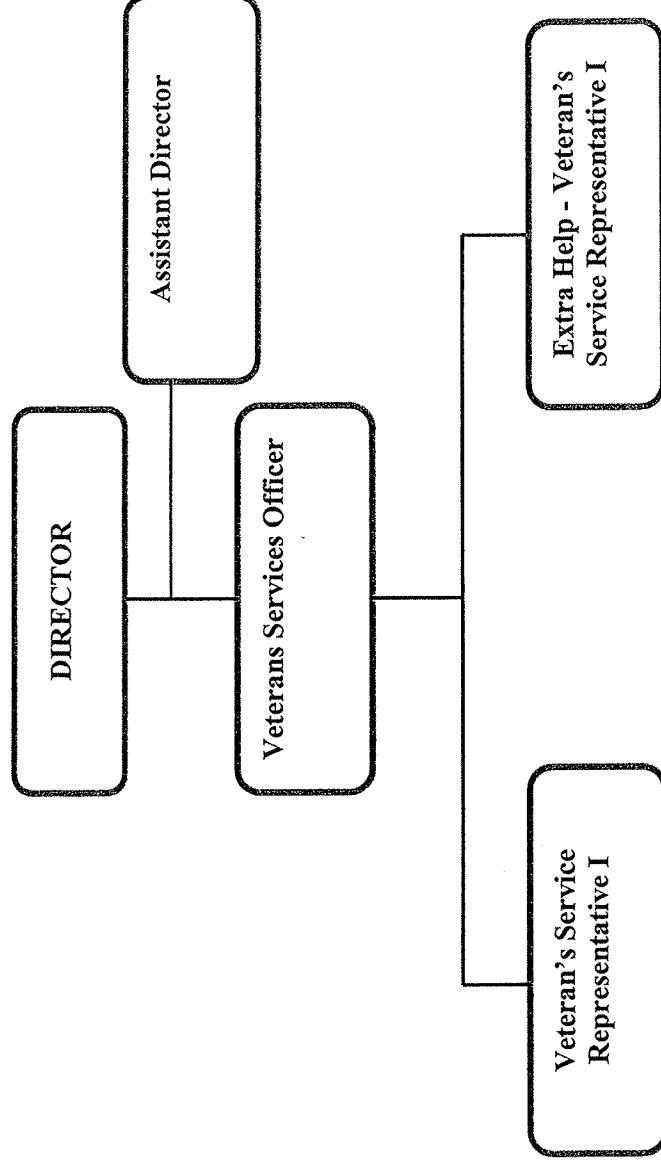 DIRECTOR
Assistant Director
Veterans Services Officer
Veteran's Service
Representative I
Extra Help - Veteran's
Service Representative I